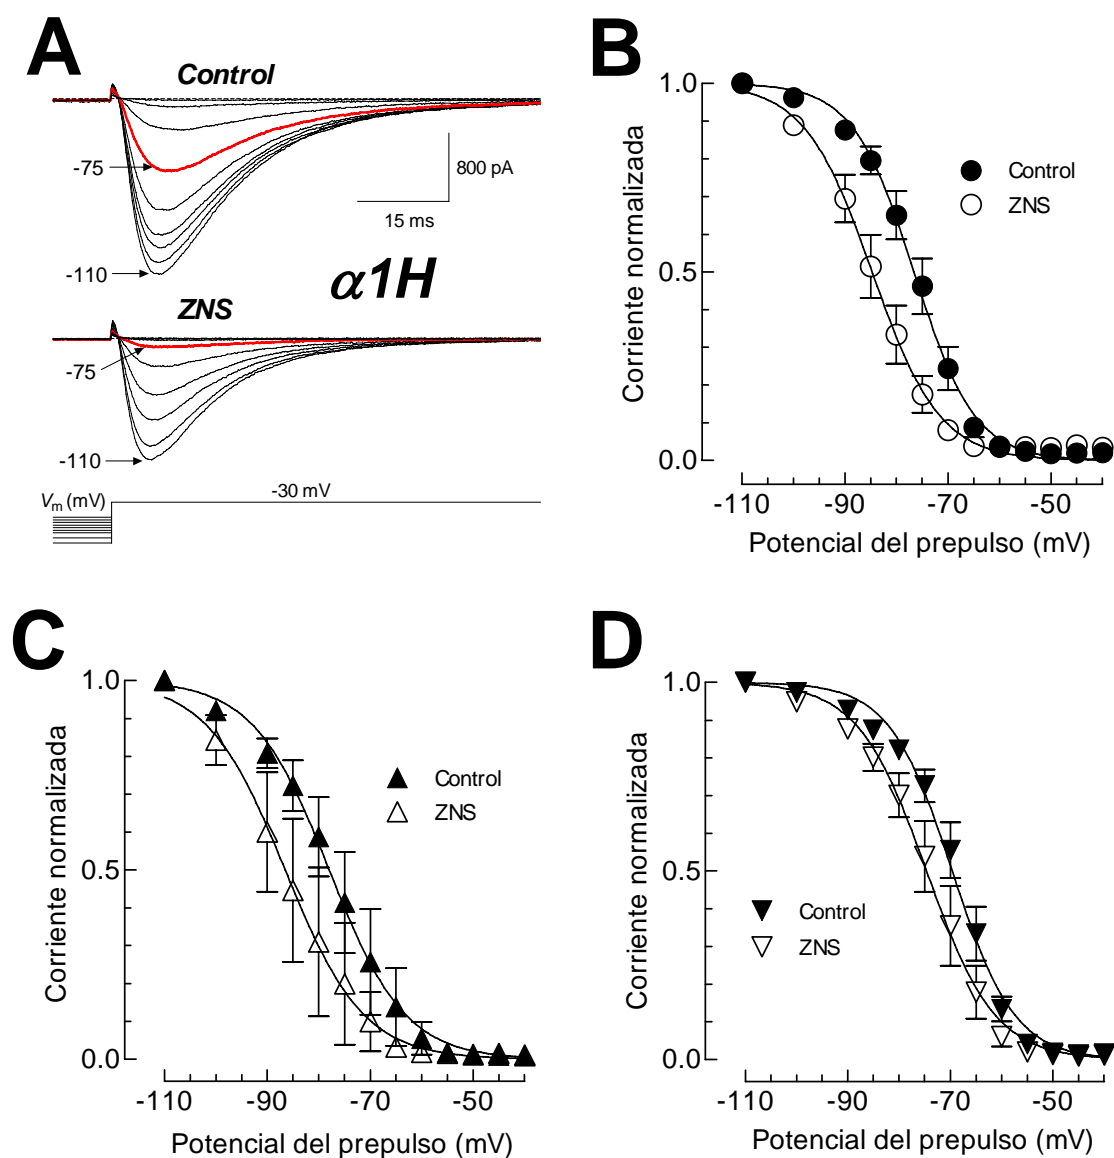 A
Control
-75
800 pA
15 ms
-110
α1H
ZNS
-75
-110
-30 mV
Vm (mV)
B
1.0
0.5
0.0
Corriente normalizada
Control
ZNS
-110
-90
-70
-50
Potencial del prepulso (mV)
C
1.0
0.5
0.0
Corriente normalizada
Control
ZNS
-110
-90
-70
-50
Potencial del prepulso (mV)
D
1.0
0.5
0.0
Corriente normalizada
Control
ZNS
-110
-90
-70
-50
Potencial del prepulso (mV)